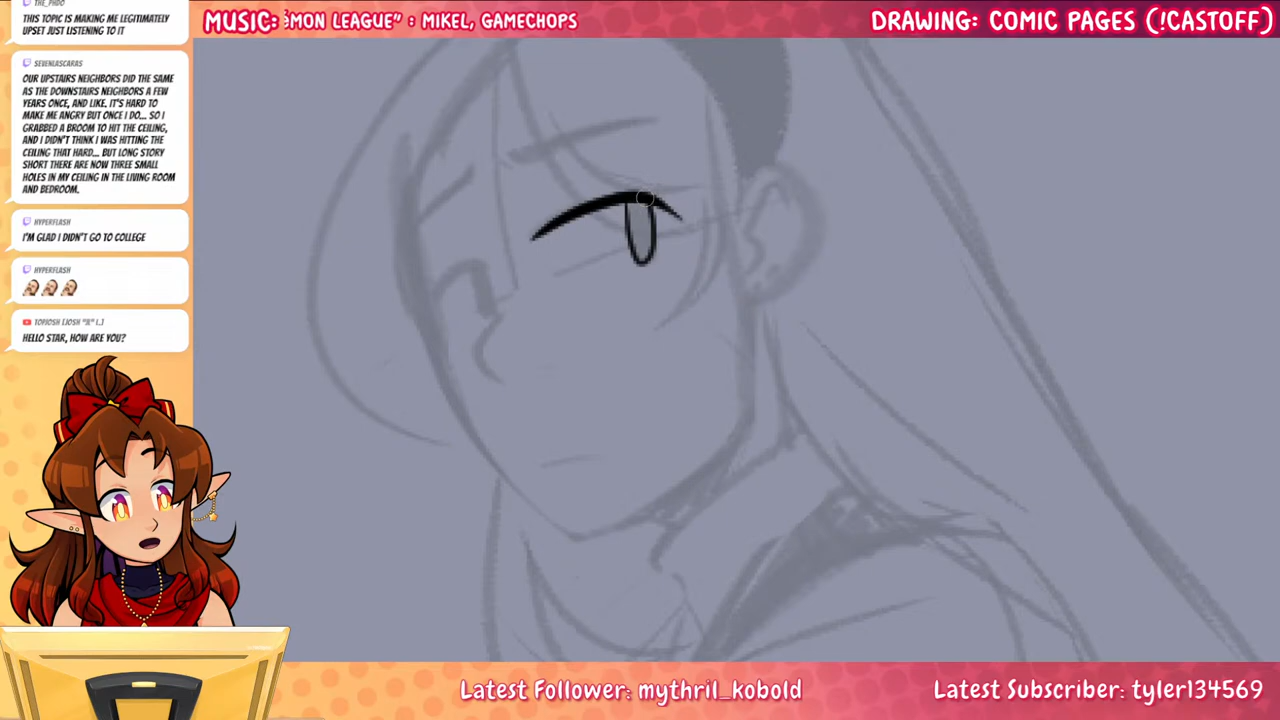 MUSIC: ÉMON LEAGUE" : MIKEL, GAMECHOPS
DRAWING: COMIC PAGES (!CASTOFF)
THE_PHDO
THIS TOPIC IS MAKING ME LEGITIMATELY
UPSET JUST LISTENING TO IT
SEVENLASCARAS
OUR UPSTAIRS NEIGHBORS DID THE SAME
AS THE DOWNSTAIRS NEIGHBORS A FEW
YEARS ONCE, AND LIKE. IT'S HARD TO
MAKE ME ANGRY BUT ONCE I DO... SO I
GRABBED A BROOM TO HIT THE CEILING,
AND I DIDN'T THINK I WAS HITTING THE
CEILING THAT HARD... BUT LONG STORY
SHORT THERE ARE NOW THREE SMALL
HOLES IN MY CEILING IN THE LIVING ROOM
AND BEDROOM.
HYPERFLASH
I'M GLAD I DIDN'T GO TO COLLEGE
HYPERFLASH
HELLO STAR, HOW ARE YOU?
Latest Follower: mythril_kobold
Latest Subscriber: tyler134569